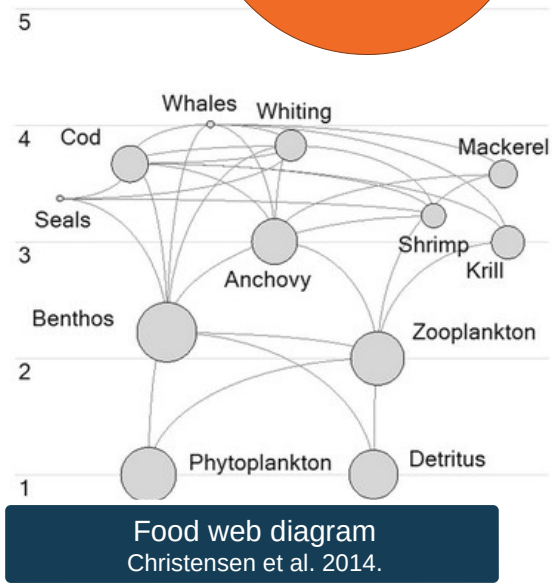 5
Whales
Whiting
4
Cod
Mackerel
Seals
3
Shrimp
Krill
Anchovy
Benthos
Zooplankton
2
Phytoplankton
Detritus
1
Food web diagram
Christensen et al. 2014.